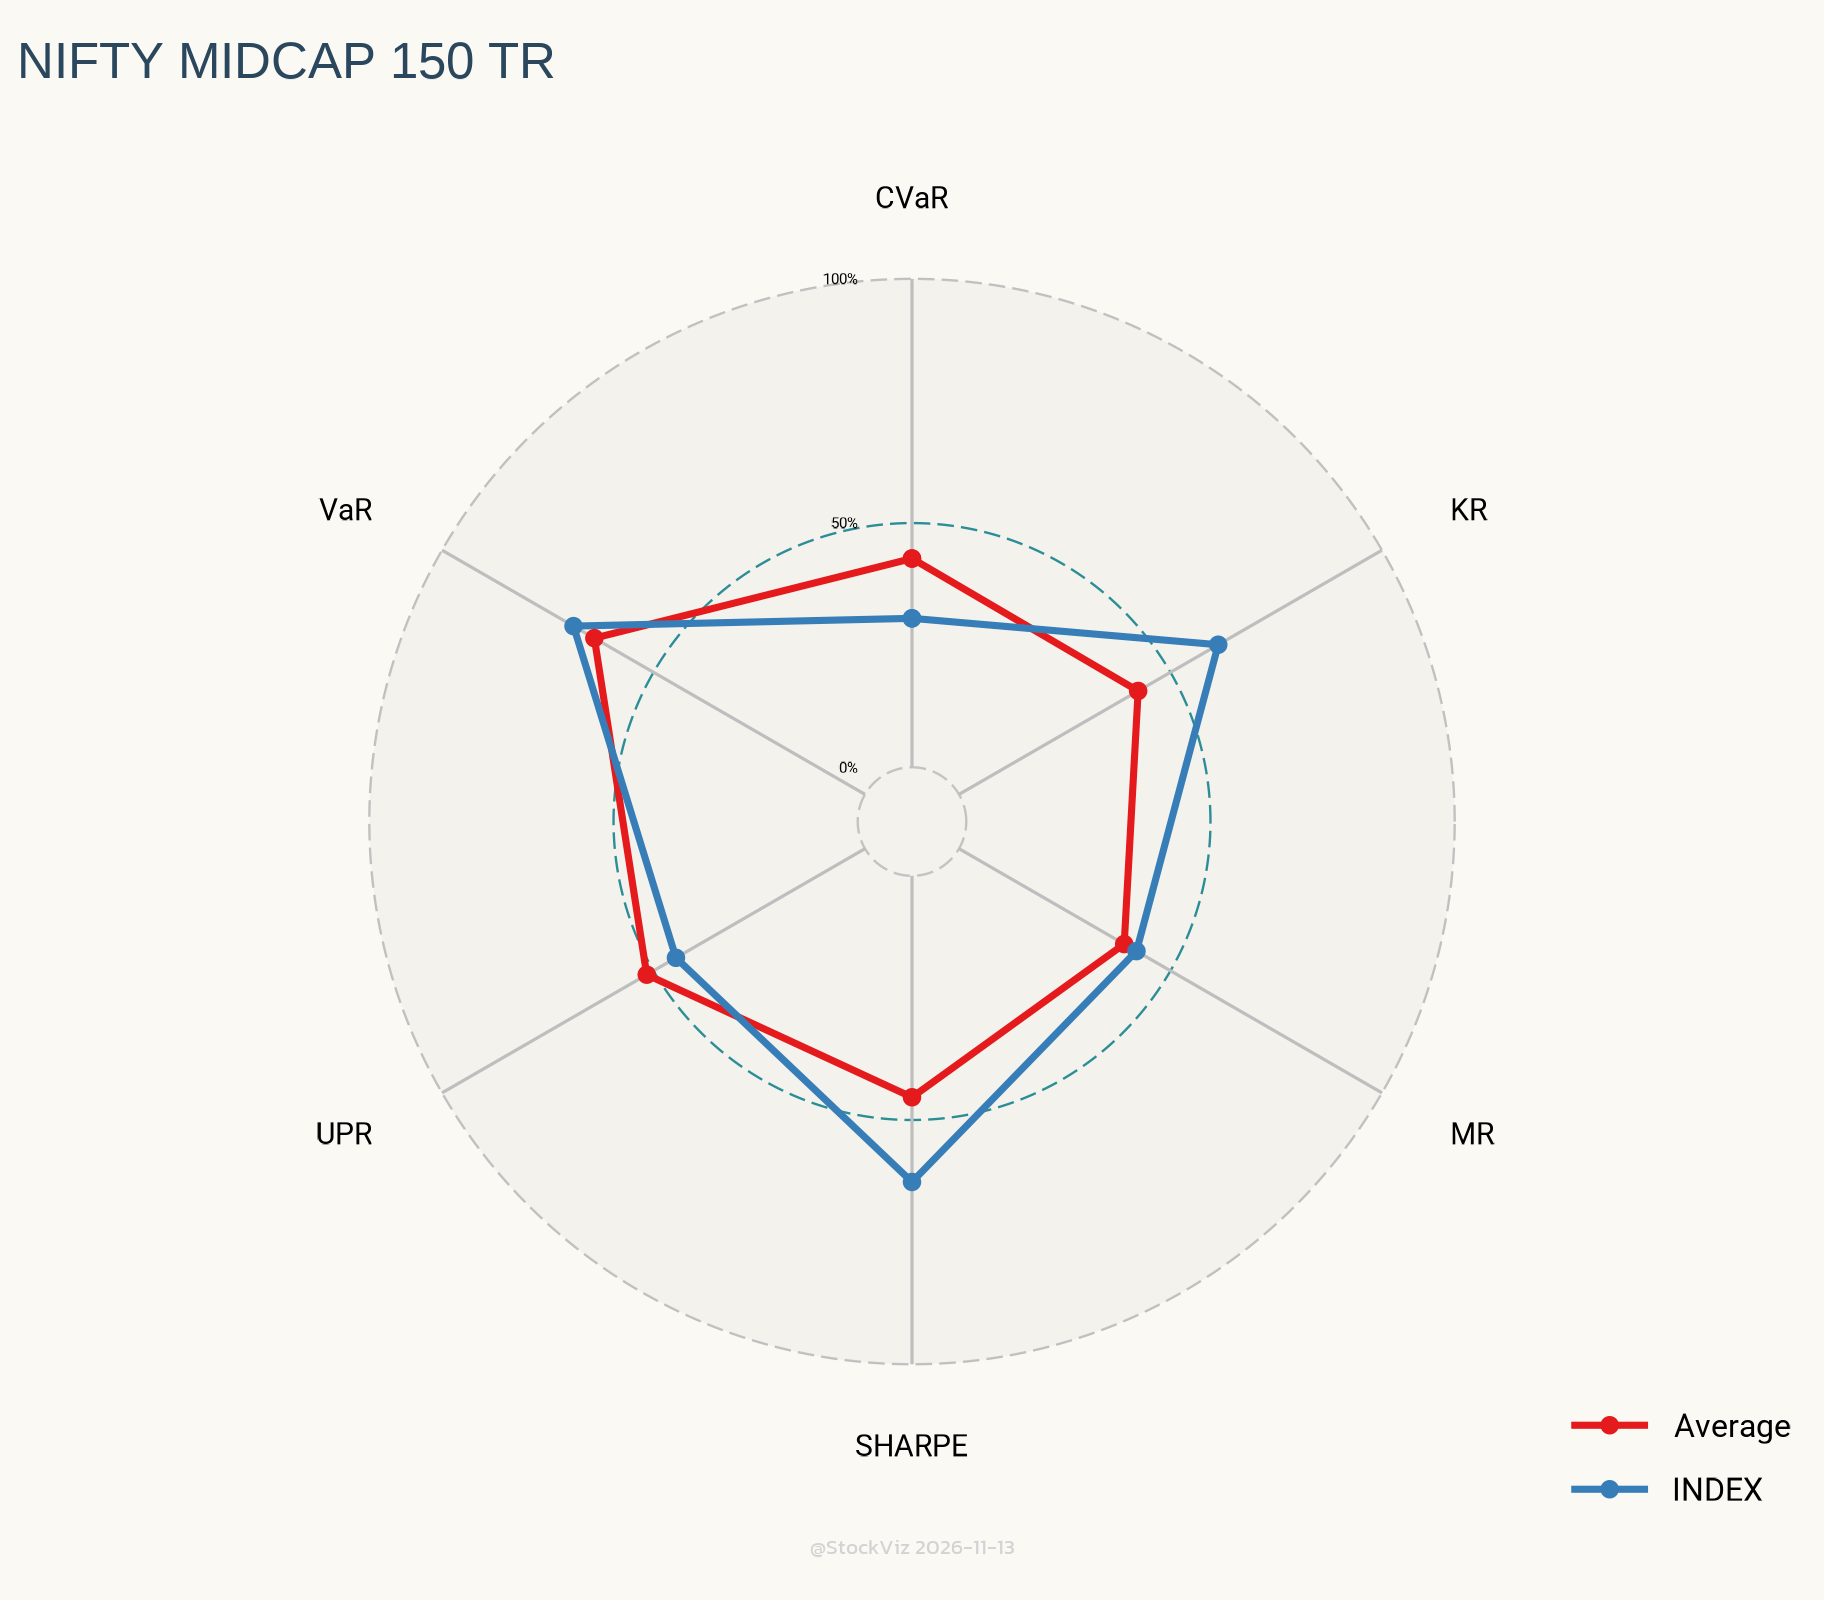 NIFTY MIDCAP 150 TR
CVaR
100%
VaR
KR
50%
0%
UPR
MR
SHARPE
Average
INDEX
@StockViz 2026-11-13